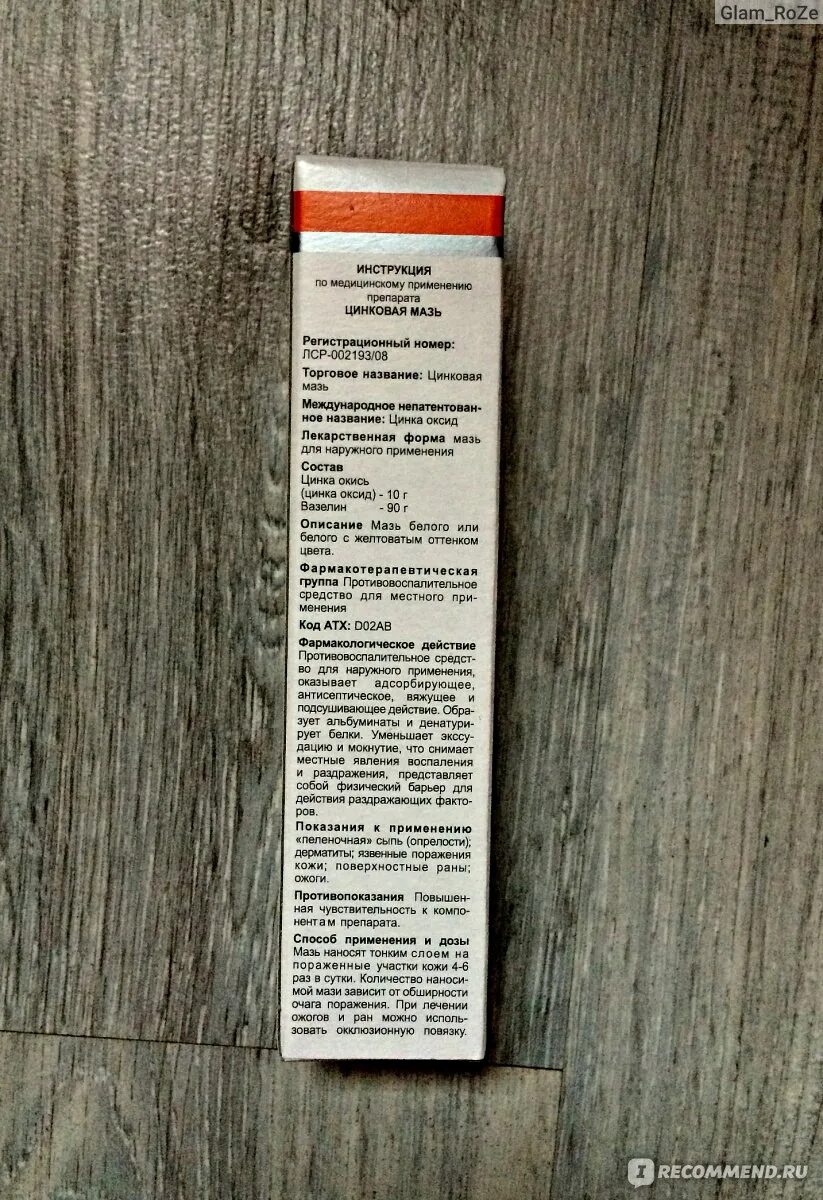 Glam_RoZe
ИНСТРУКЦИЯ
по медицинскому применению
препарата
ЦИНКОВАЯ МАЗЬ
Регистрационный номер:
ЛСР-002193/08
Торговое название: Цинковая
мазь
Международное непатентован-
ное название: Цинка оксид
Лекарственная форма мазь
для наружного применения
Состав
Цинка окись
(цинка оксид) - 10 г
Вазелин - 90 г
Описание Мазь белого или
белого с желтоватым оттенком
цвета.
Фармакотерапевтическая
группа Противовоспалительное
средство для местного при-
менения
Код АТХ: D02AB
Фармакологическое действие
Противовоспалительное средст-
во для наружного применения,
оказывает адсорбирующее,
антисептическое, вяжущее и
подсушивающее действие. Обра-
зует альбуминаты и денатури-
рует белки. Уменьшает экссу-
дацию и мокнутие, что снимает
местные явления воспаления
и раздражения, представляет
собой физический барьер для
действия раздражающих факто-
ров.
Показания к применению
«пеленочная» сыпь (опрелости);
дерматиты; язвенные поражения
кожи; поверхностные раны;
ожоги.
Противопоказания Повышен-
ная чувствительность к компо-
нентам препарата.
Способ применения и дозы
Мазь наносят тонким слоем на
пораженные участки кожи 4-6
раз в сутки. Количество наноси-
мой мази зависит от обширности
очага поражения. При лечении
ожогов и ран можно исполь-
зовать окклюзионную повязку.
IRECOMMEND.RU